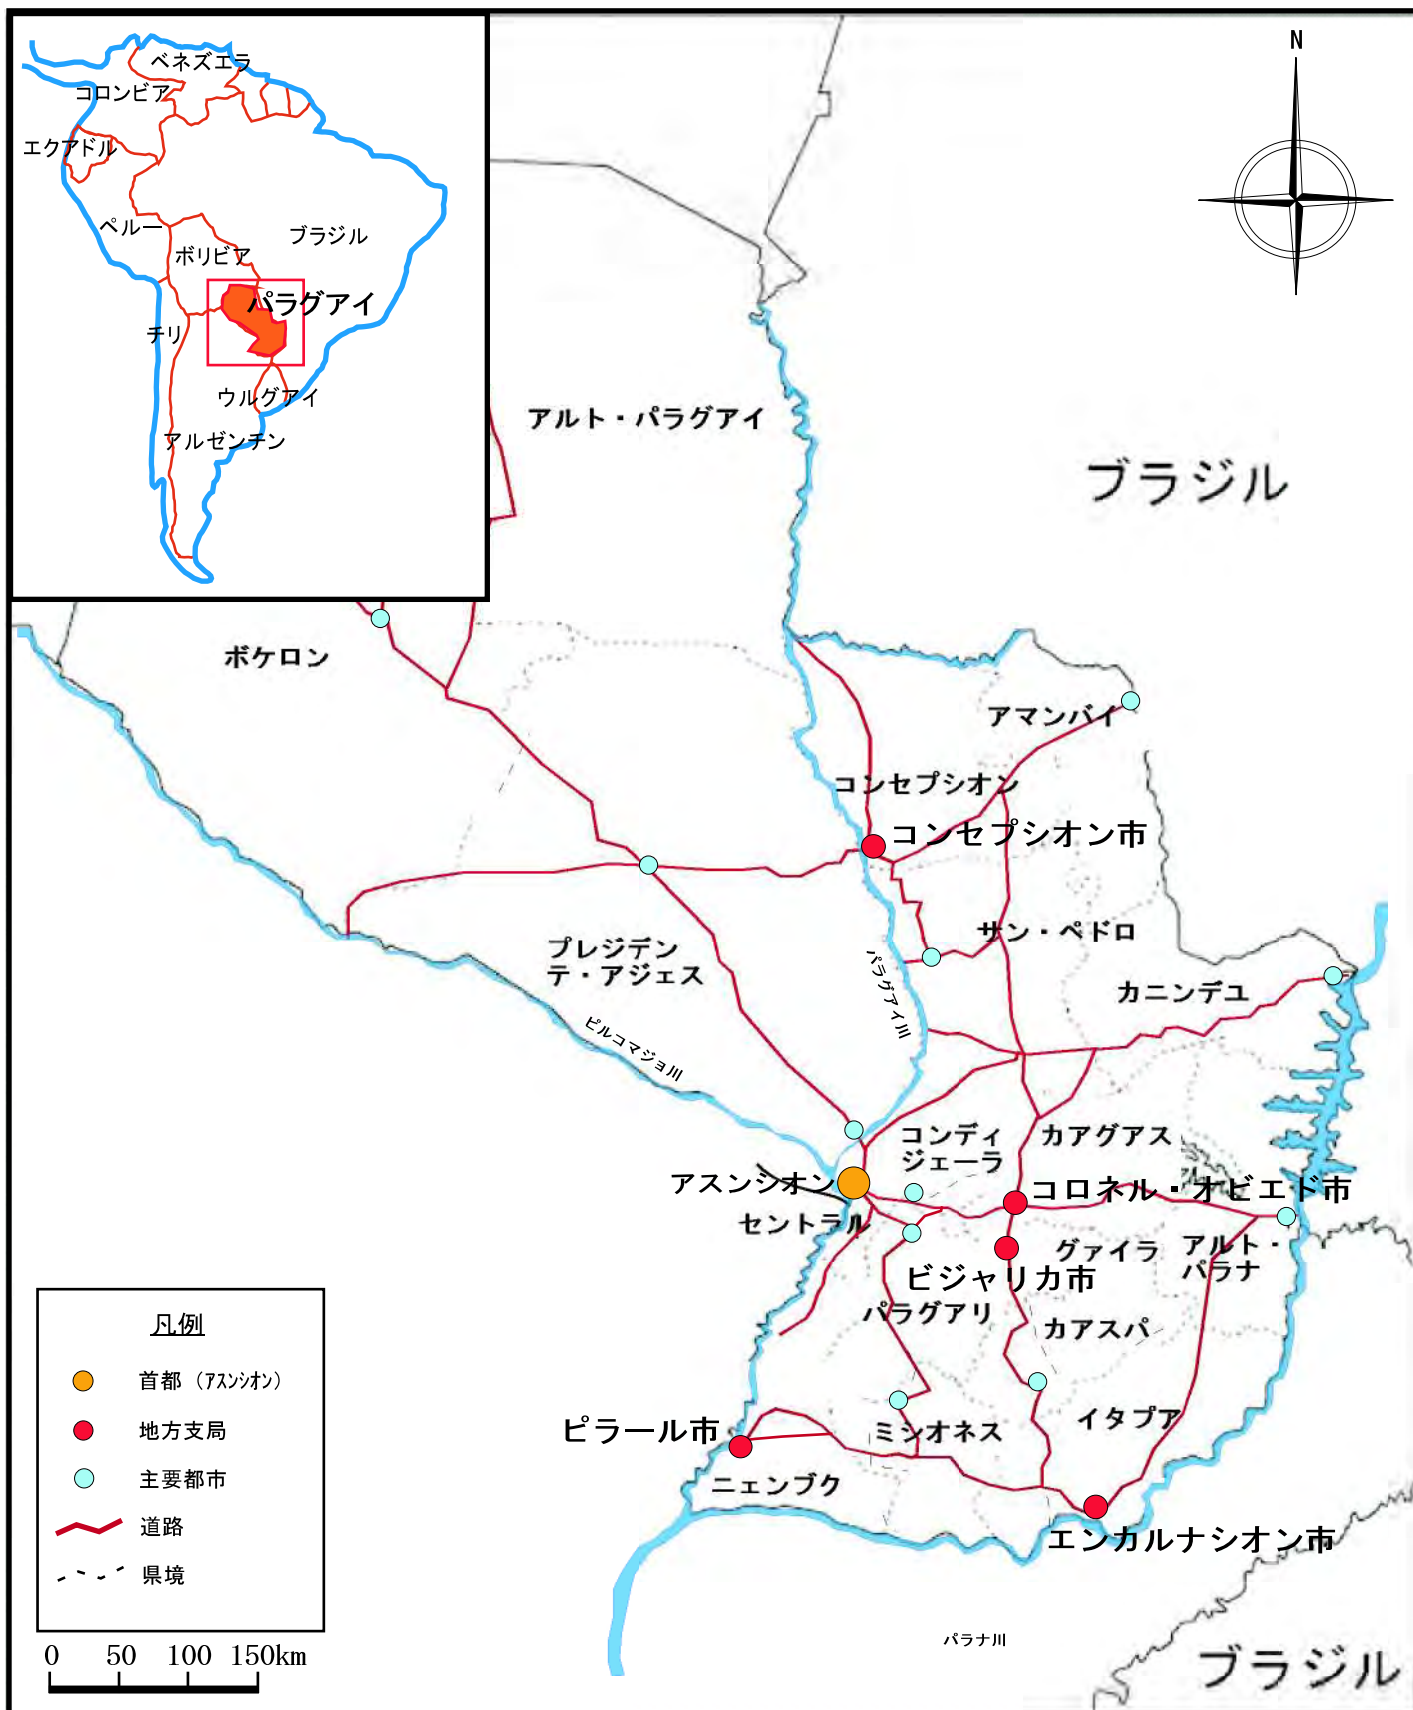 ベネズエラ
コロンビア
エクアドル
ペルー
ブラジル
ボリビア
パラグアイ
チリ
ウルグアイ
アルゼンチン
N
アルト・パラグアイ
ブラジル
ボケロン
アマンバイ
コンセプシオン
コンセプシオン市
サン・ペドロ
プレジデン
テ・アジェス
パラグアイ川
カニンデユ
ピルコマジョ川
コンディ
ジェーラ
カアグアス
アスンシオン
コロネル・オビエド市
セントラル
グァイラ
アルト・
パラナ
ビジャリカ市
パラグアリ
カアスパ
イタプア
ピラール市
ミシオネス
ニェンブク
エンカルナシオン市
パラナ川
ブラジル
凡例
首都（アスンシオン）
地方支局
主要都市
道路
県境
0 50 100 150km